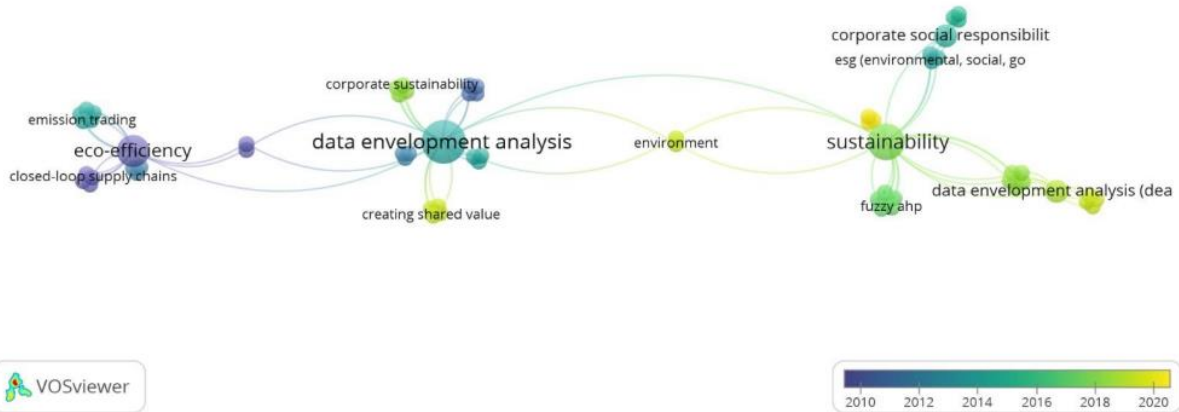 corporate social responsibilit
esg (environmental, social, go
corporate sustainability
emission trading
eco-efficiency
data envelopment analysis
environment
sustainability
closed-loop supply chains
data envelopment analysis (dea
creating shared value
fuzzy ahp
VOSviewer
2010 2012 2014 2016 2018 2020